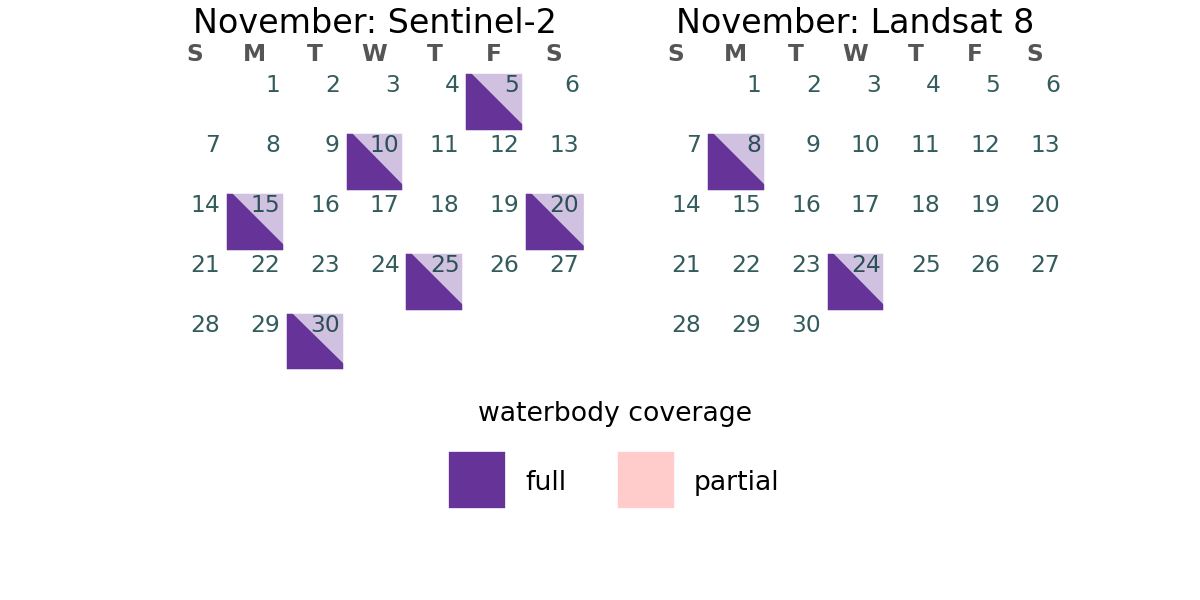 November: Sentinel-2
S M T W T F S
1 2 3 4 5 6
7 8 9 10 11 12 13
14 15 16 17 18 19 20
21 22 23 24 25 26 27
28 29 30
November: Landsat 8
S M T W T F S
1 2 3 4 5 6
7 8 9 10 11 12 13
14 15 16 17 18 19 20
21 22 23 24 25 26 27
28 29 30
waterbody coverage
full partial